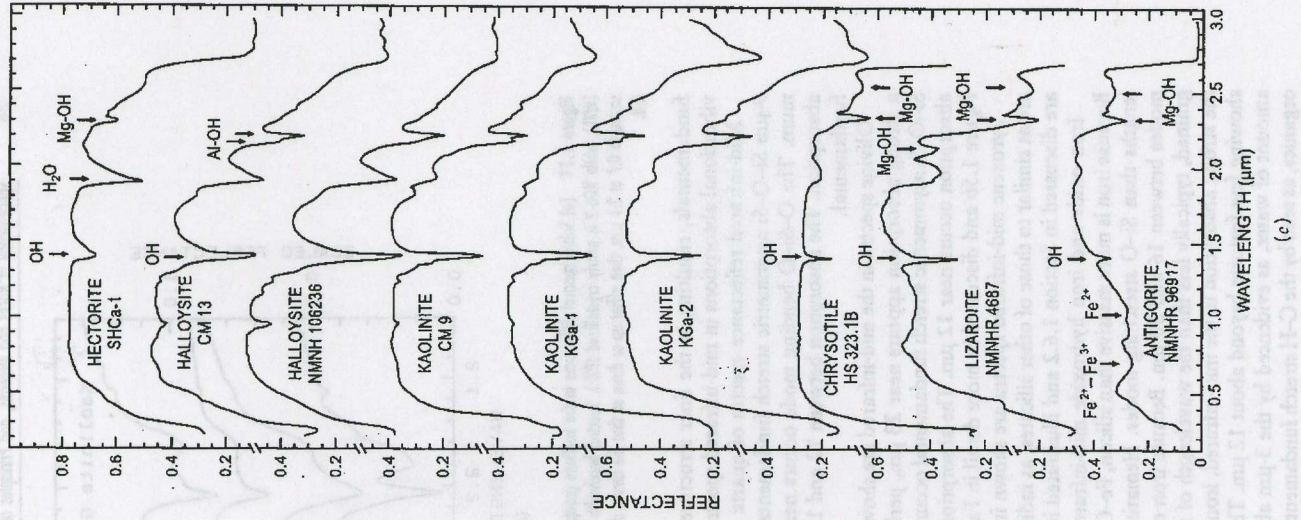 REFLECTANCE
0.8
0.6
0.4
0.2
0.4
0.2
0.4
0.2
0.4
0.2
0.4
0.2
0.4
0.2
0.6
0.4
0.2
0.4
0.2
0
OH
H₂O
Mg-OH
HECTORITE
SHCa-1
OH
Al-OH
HALLOYSITE
CM 13
HALLOYSITE
NMNH 106236
KAOLINITE
CM 9
KAOLINITE
KGa-1
KAOLINITE
KGa-2
CHRYSOTILE
HS 323.1B
OH
Mg-OH
OH
Mg-OH
Mg-OH
LIZARDITE
NMNHR 4687
Fe²⁺–Fe³⁺
Fe²⁺
OH
Mg-OH
ANTIGORITE
NMNHR 96917
0.5
1.0
1.5
2.0
2.5
3.0
WAVELENGTH (μm)
(c)